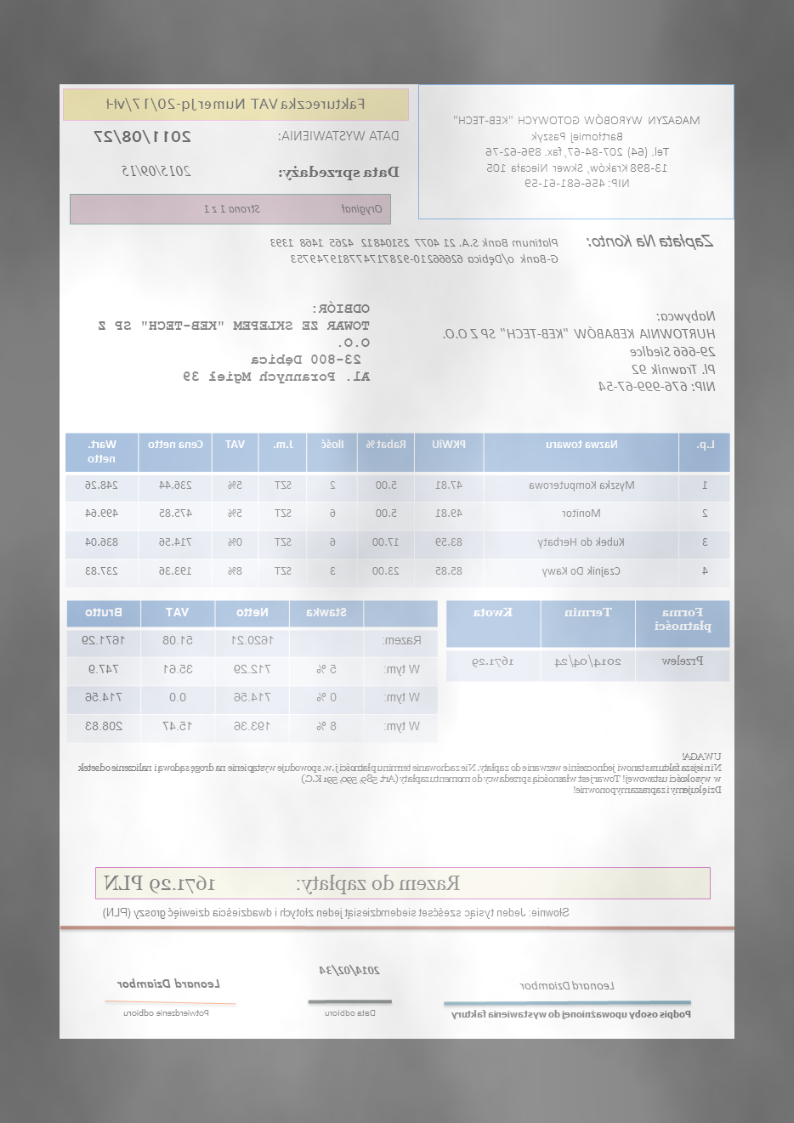 MAGAZYN WYROBÓW GOTOWYCH "KEB-TECH"
Bartłomiej Paszyk
Tel. (64) 207-84-67, fax. 896-62-76
13-898 Kraków, Skwer Niecała 105
NIP: 456-681-61-59
Faktureczka VAT Numer Jq-20/17/vH
DATA WYSTAWIENIA: 2011/08/27
Data sprzedaży: 2015/09/15
Oryginał Strona 1 z 1
Zapłata Na Konto: Platinum Bank S.A. 21 4077 25104812 4265 1468 1393
G-Bank o/Dębica 62666210-9287174778197 49753
Nabywca:
HURTOWNIA KEBABÓW "KEB-TECH" SP Z O.O.
29-666 Siedlce
Pl. Trawnik 92
NIP: 676-999-67-54
ODBIÓR:
TOWAR ZE SKLEPEM "KEB-TECH" SP Z
O.O.
23-800 Dębica
Al. Porannych Mgieł 39
L.p. Nazwa towaru PKWiU Rabat % Ilość J.m. VAT Cena netto Wart. netto
1 Myszka Komputerowa 47.81 5.00 2 SZT 5% 236.44 248.26
2 Monitor 49.81 5.00 6 SZT 5% 475.85 499.64
3 Kubek do Herbaty 83.59 17.00 6 SZT 0% 714.56 836.04
4 Czajnik Do Kawy 85.85 23.00 3 SZT 8% 193.36 237.83
Forma płatności Termin Kwota
Przelew 2014/04/24 1671.29
Stawka Netto VAT Brutto
Razem: 1620.21 51.08 1671.29
W tym: 5 % 712.29 35.61 747.9
W tym: 0 % 714.56 0.0 714.56
W tym: 8 % 193.36 15.47 208.83
UWAGA!
Niniejsza faktura stanowi jednocześnie wezwanie do zapłaty. Nie zachowanie terminu płatności j.w. spowoduje wystąpienie na drogę sądową i naliczenie odsetek
w wysokości ustawowej! Towar jest własnością sprzedawcy do momentu zapłaty (Art. 589, 590, 591 K.C.)
Dziękujemy i zapraszamy ponownie!
Razem do zapłaty: 1671.29 PLN
Słownie: Jeden tysiąc sześćset siedemdziesiąt jeden złotych i dwadzieścia dziewięć groszy (PLN)
Leonard Dziambor
Podpis osoby upoważnionej do wystawienia faktury
2014/02/34
Data odbioru
Leonard Dziambor
Potwierdzenie odbioru